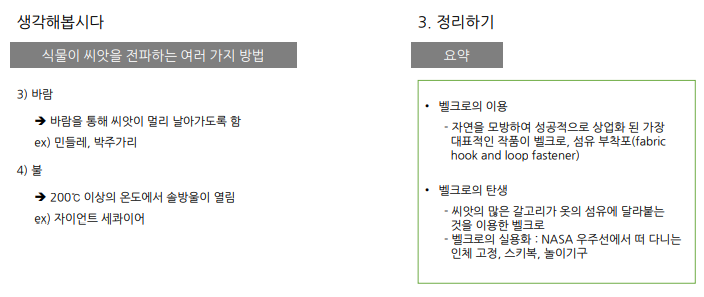 생각해봅시다
식물이 씨앗을 전파하는 여러 가지 방법
3) 바람
➔ 바람을 통해 씨앗이 멀리 날아가도록 함
ex) 민들레, 박주가리
4) 불
➔ 200℃ 이상의 온도에서 솔방울이 열림
ex) 자이언트 세콰이어
3. 정리하기
요약
• 벨크로의 이용
- 자연을 모방하여 성공적으로 상업화 된 가장
대표적인 작품이 벨크로, 섬유 부착포(fabric
hook and loop fastener)
• 벨크로의 탄생
- 씨앗의 많은 갈고리가 옷의 섬유에 달라붙는
것을 이용한 벨크로
- 벨크로의 실용화 : NASA 우주선에서 떠 다니는
인체 고정, 스키복, 놀이기구